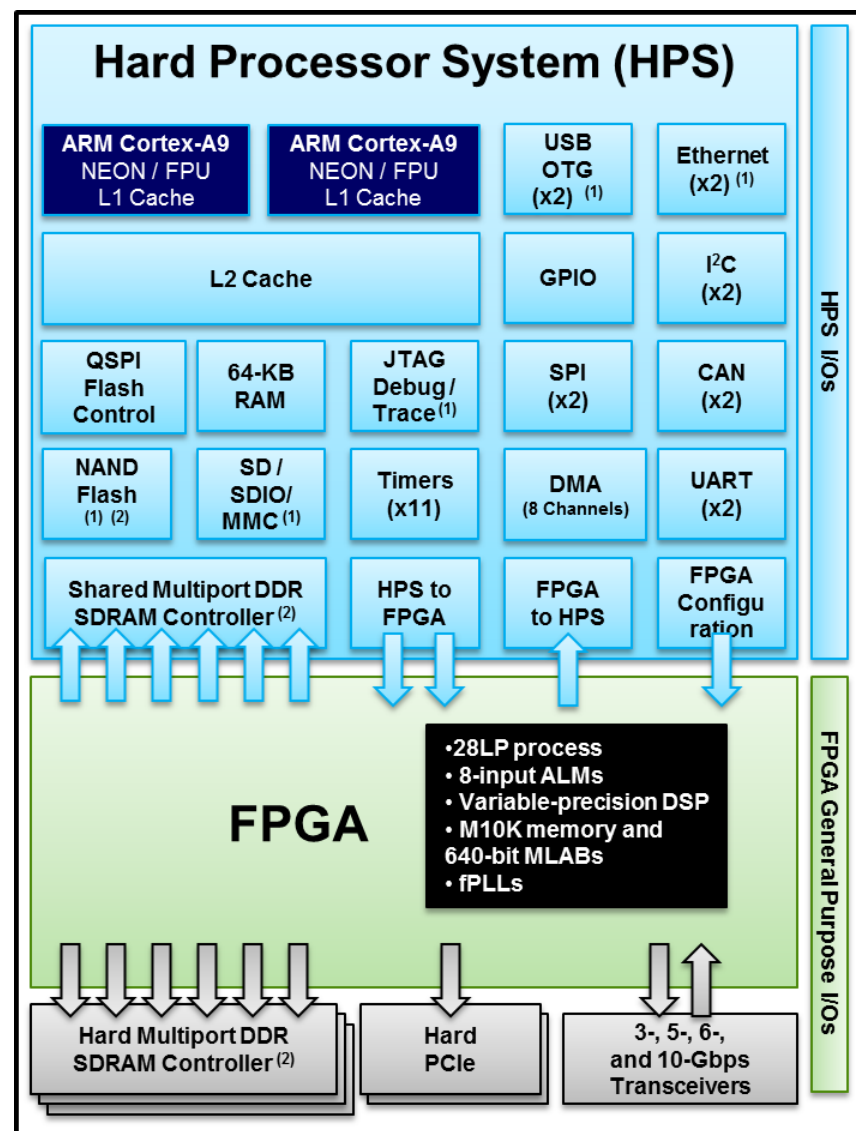 Hard Processor System (HPS)
ARM Cortex-A9
NEON / FPU
L1 Cache
ARM Cortex-A9
NEON / FPU
L1 Cache
USB
OTG
(x2) (1)
Ethernet
(x2) (1)
L2 Cache
GPIO
I²C
(x2)
QSPI
Flash
Control
64-KB
RAM
JTAG
Debug /
Trace (1)
SPI
(x2)
CAN
(x2)
NAND
Flash
(1) (2)
SD /
SDIO/
MMC (1)
Timers
(x11)
DMA
(8 Channels)
UART
(x2)
Shared Multiport DDR
SDRAM Controller (2)
HPS to
FPGA
FPGA
to HPS
FPGA
Configu
ration
HPS I/Os
FPGA
•28LP process
• 8-input ALMs
• Variable-precision DSP
• M10K memory and
640-bit MLABs
• fPLLs
FPGA General Purpose I/Os
Hard Multiport DDR
SDRAM Controller (2)
Hard
PCIe
3-, 5-, 6-,
and 10-Gbps
Transceivers